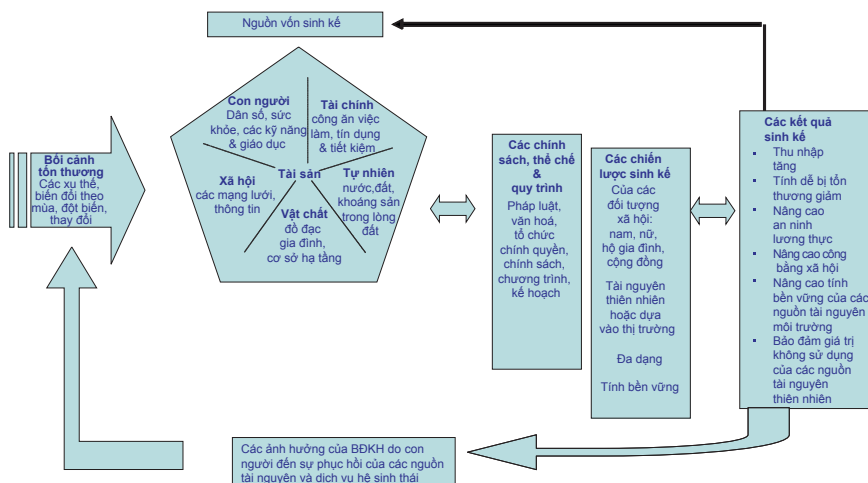 Nguồn vốn sinh kế
Con người
Dân số, sức
khỏe, các kỹ năng
& giáo dục
Tài chính
công ăn việc
làm, tín dụng
& tiết kiệm
Bối cảnh
tổn thương
Các xu thế,
biến đổi theo
mùa, đột biến,
thay đổi
Tài sản
Xã hội
các mạng lưới,
thông tin
Tự nhiên
nước,đất,
khoáng sản
trong lòng
đất
Vật chất
đồ đạc
gia đình,
cơ sở hạ tầng
Các chính
sách, thể chế
&
quy trình
Pháp luật,
văn hoá,
tổ chức
chính quyền,
chính sách,
chương trình,
kế hoạch
Các chiến
lược sinh kế
Của các
đối tượng
xã hội:
nam, nữ,
hộ gia đình,
cộng đồng
Tài nguyên
thiên nhiên
hoặc dựa
vào thị trường
Đa dạng
Tính bền vững
Các kết quả
sinh kế
▪ Thu nhập
tăng
▪ Tính dễ bị tổn
thương giảm
▪ Nâng cao
an ninh
lương thực
▪ Nâng cao công
bằng xã hội
▪ Nâng cao tính
bền vững của các
nguồn tài nguyên
môi trường
▪ Bảo đảm giá trị
không sử dụng
của các nguồn
tài nguyên
thiên nhiên
Các ảnh hưởng của BĐKH do con
người đến sự phục hồi của các nguồn
tài nguyên và dịch vụ hệ sinh thái